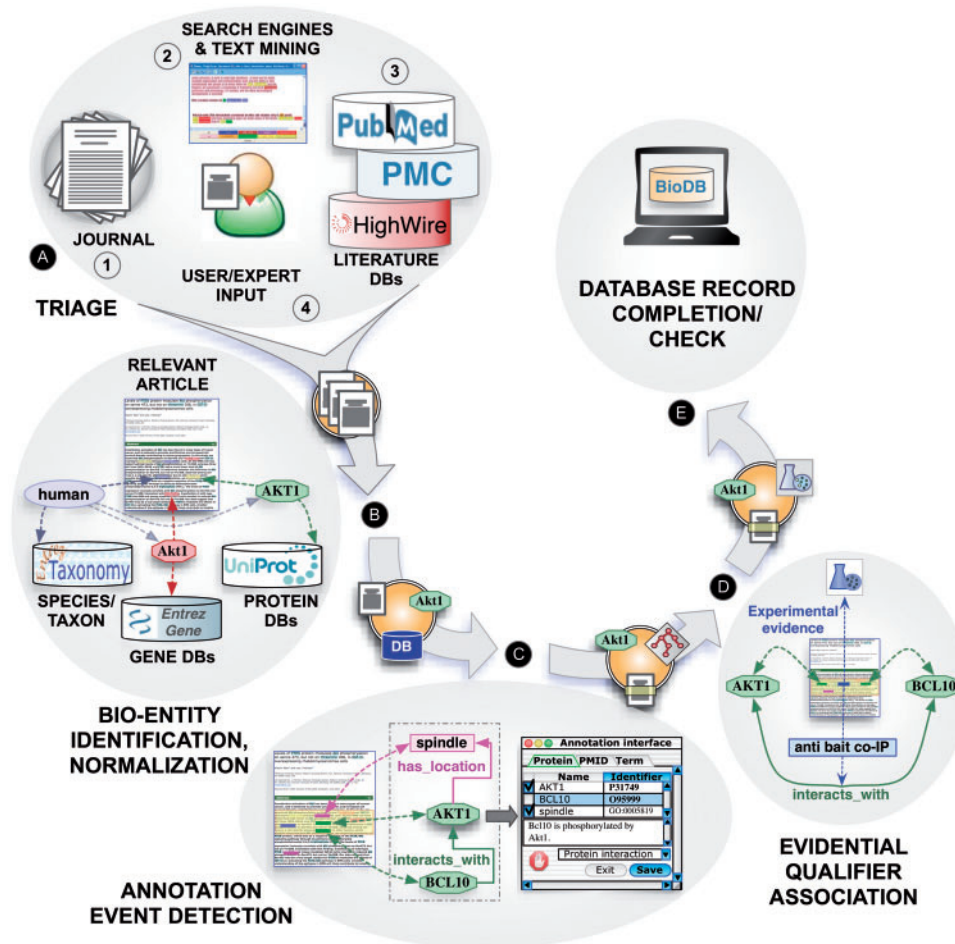 SEARCH ENGINES
& TEXT MINING
2
3
PubMed
PMC
HighWire
LITERATURE
DBs
JOURNAL
1
A
USER/EXPERT
INPUT
4
TRIAGE
BioDB
DATABASE RECORD
COMPLETION/
CHECK
E
RELEVANT
ARTICLE
human
AKT1
Akt1
Entrez
Taxonomy
UniProt
SPECIES/
TAXON
PROTEIN
DBs
Entrez
Gene
GENE DBs
BIO-ENTITY
IDENTIFICATION,
NORMALIZATION
B
Akt1
DB
C
Akt1
D
Akt1
Experimental
evidence
AKT1
BCL10
anti bait co-IP
interacts_with
EVIDENTIAL
QUALIFIER
ASSOCIATION
spindle
has_location
AKT1
interacts_with
BCL10
Annotation interface
Protein PMID Term
Name Identifier
AKT1 P31749
BCL10 O95999
spindle GO:0005819
Bcl10 is phosphorylated by
Akt1.
Protein interaction
Exit Save
ANNOTATION
EVENT DETECTION